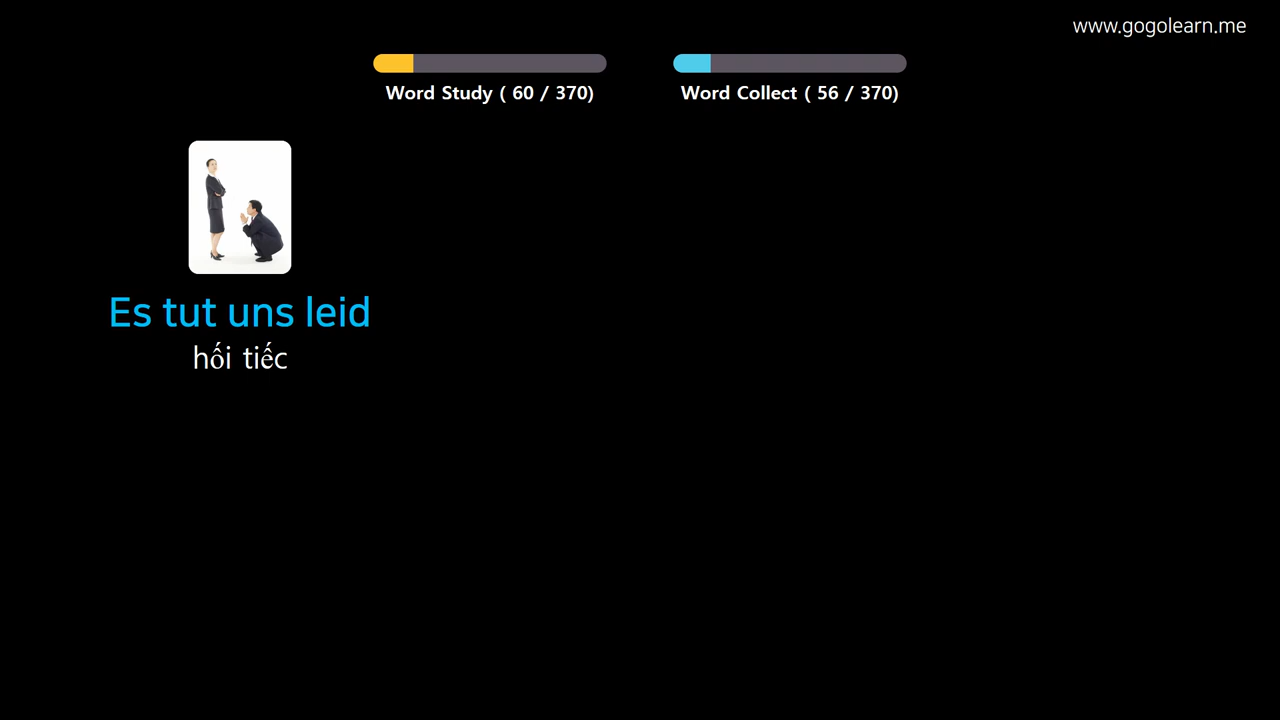 www.gogolearn.me
Word Study ( 60 / 370)
Word Collect ( 56 / 370)
Es tut uns leid
hối tiếc